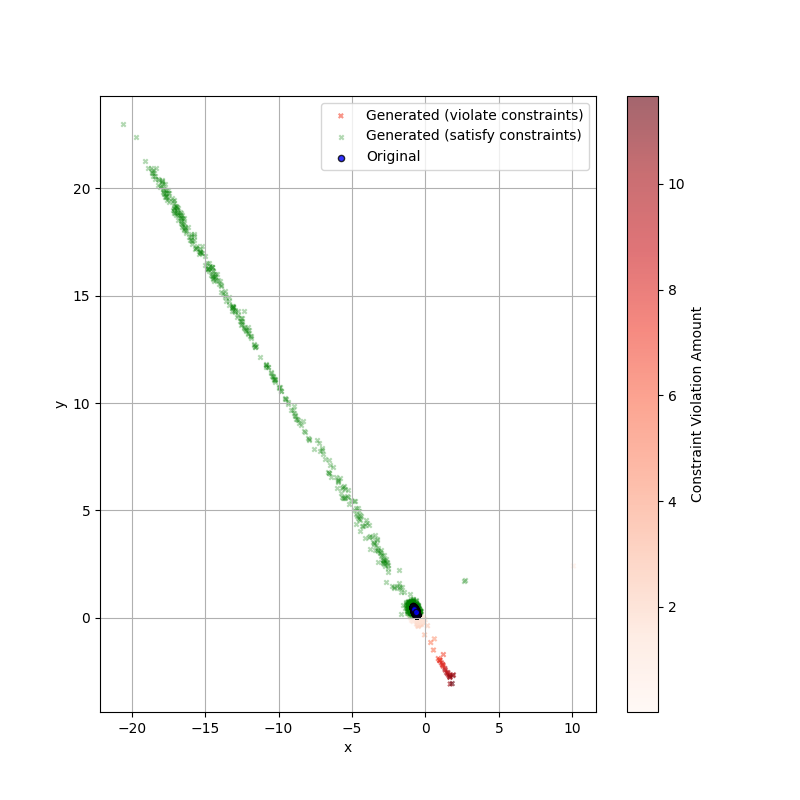 Generated (violate constraints)
Generated (satisfy constraints)
Original
20
15
10
5
0
y
−20
−15
−10
−5
0
5
10
x
10
8
6
4
2
Constraint Violation Amount